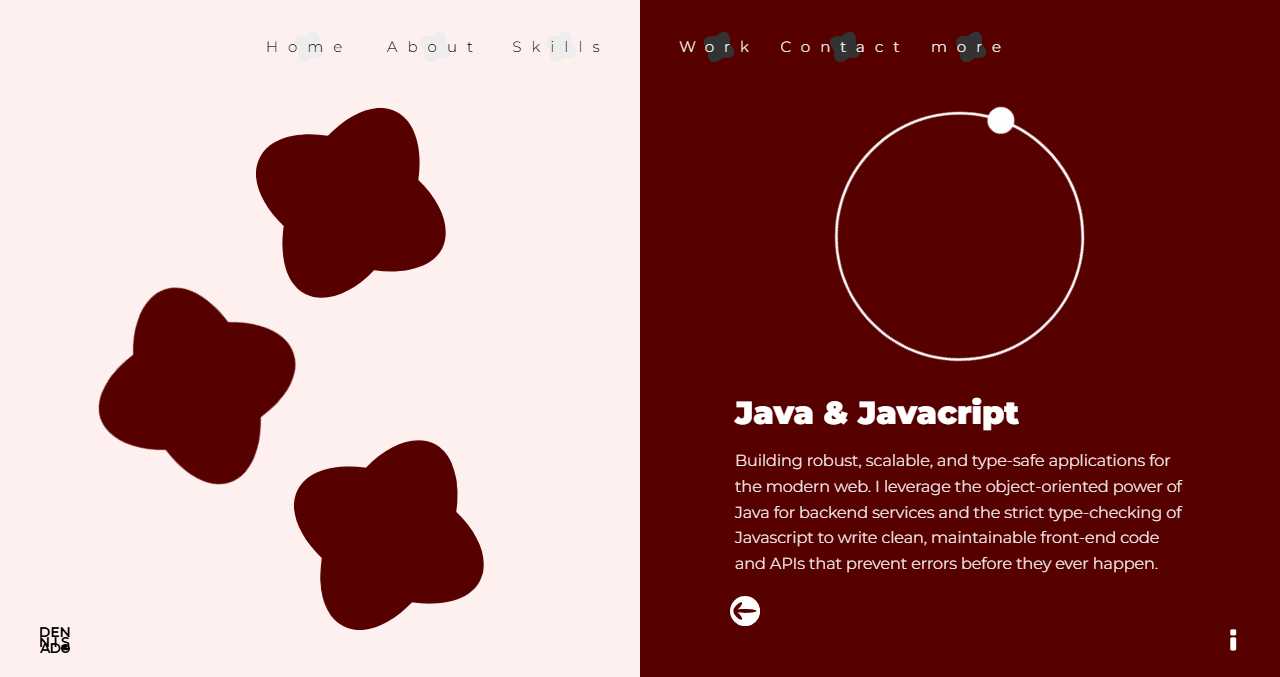 Home About Skills Work Contact more
Java & Javacript
Building robust, scalable, and type-safe applications for
the modern web. I leverage the object-oriented power of
Java for backend services and the strict type-checking of
Javascript to write clean, maintainable front-end code
and APIs that prevent errors before they ever happen.
DEN
NTS
ADO